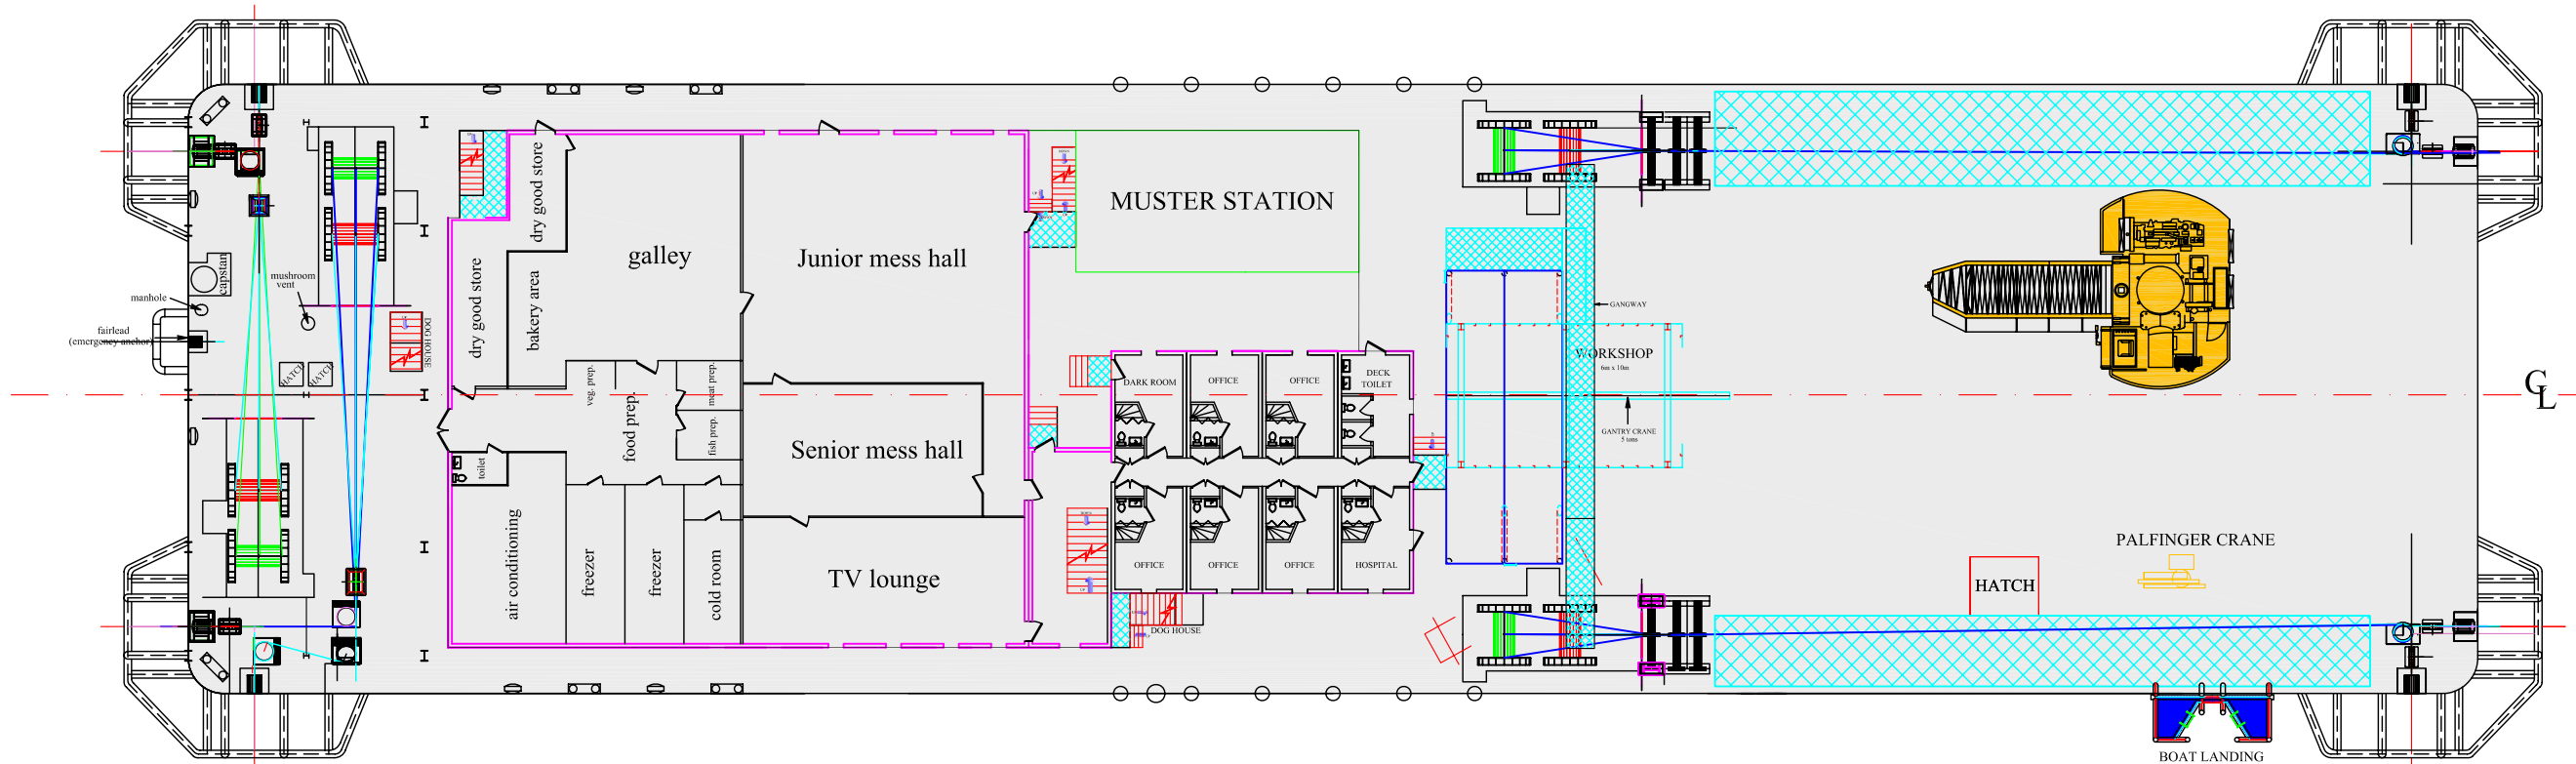 MUSTER STATION
dry good store
galley
Junior mess hall
capstan
mushroom
vent
manhole
fairlead
(emergency anchor)
DOG HOUSE
HATCH
HATCH
dry good store
bakery area
veg. prep.
meat prep.
food prep.
fish prep.
Senior mess hall
toilet
air conditioning
freezer
freezer
cold room
TV lounge
DARK ROOM
OFFICE
OFFICE
DECK
TOILET
OFFICE
OFFICE
OFFICE
HOSPITAL
DOG HOUSE
GANGWAY
WORKSHOP
6m x 10m
GANTRY CRANE
5 tons
CL
PALFINGER CRANE
HATCH
BOAT LANDING